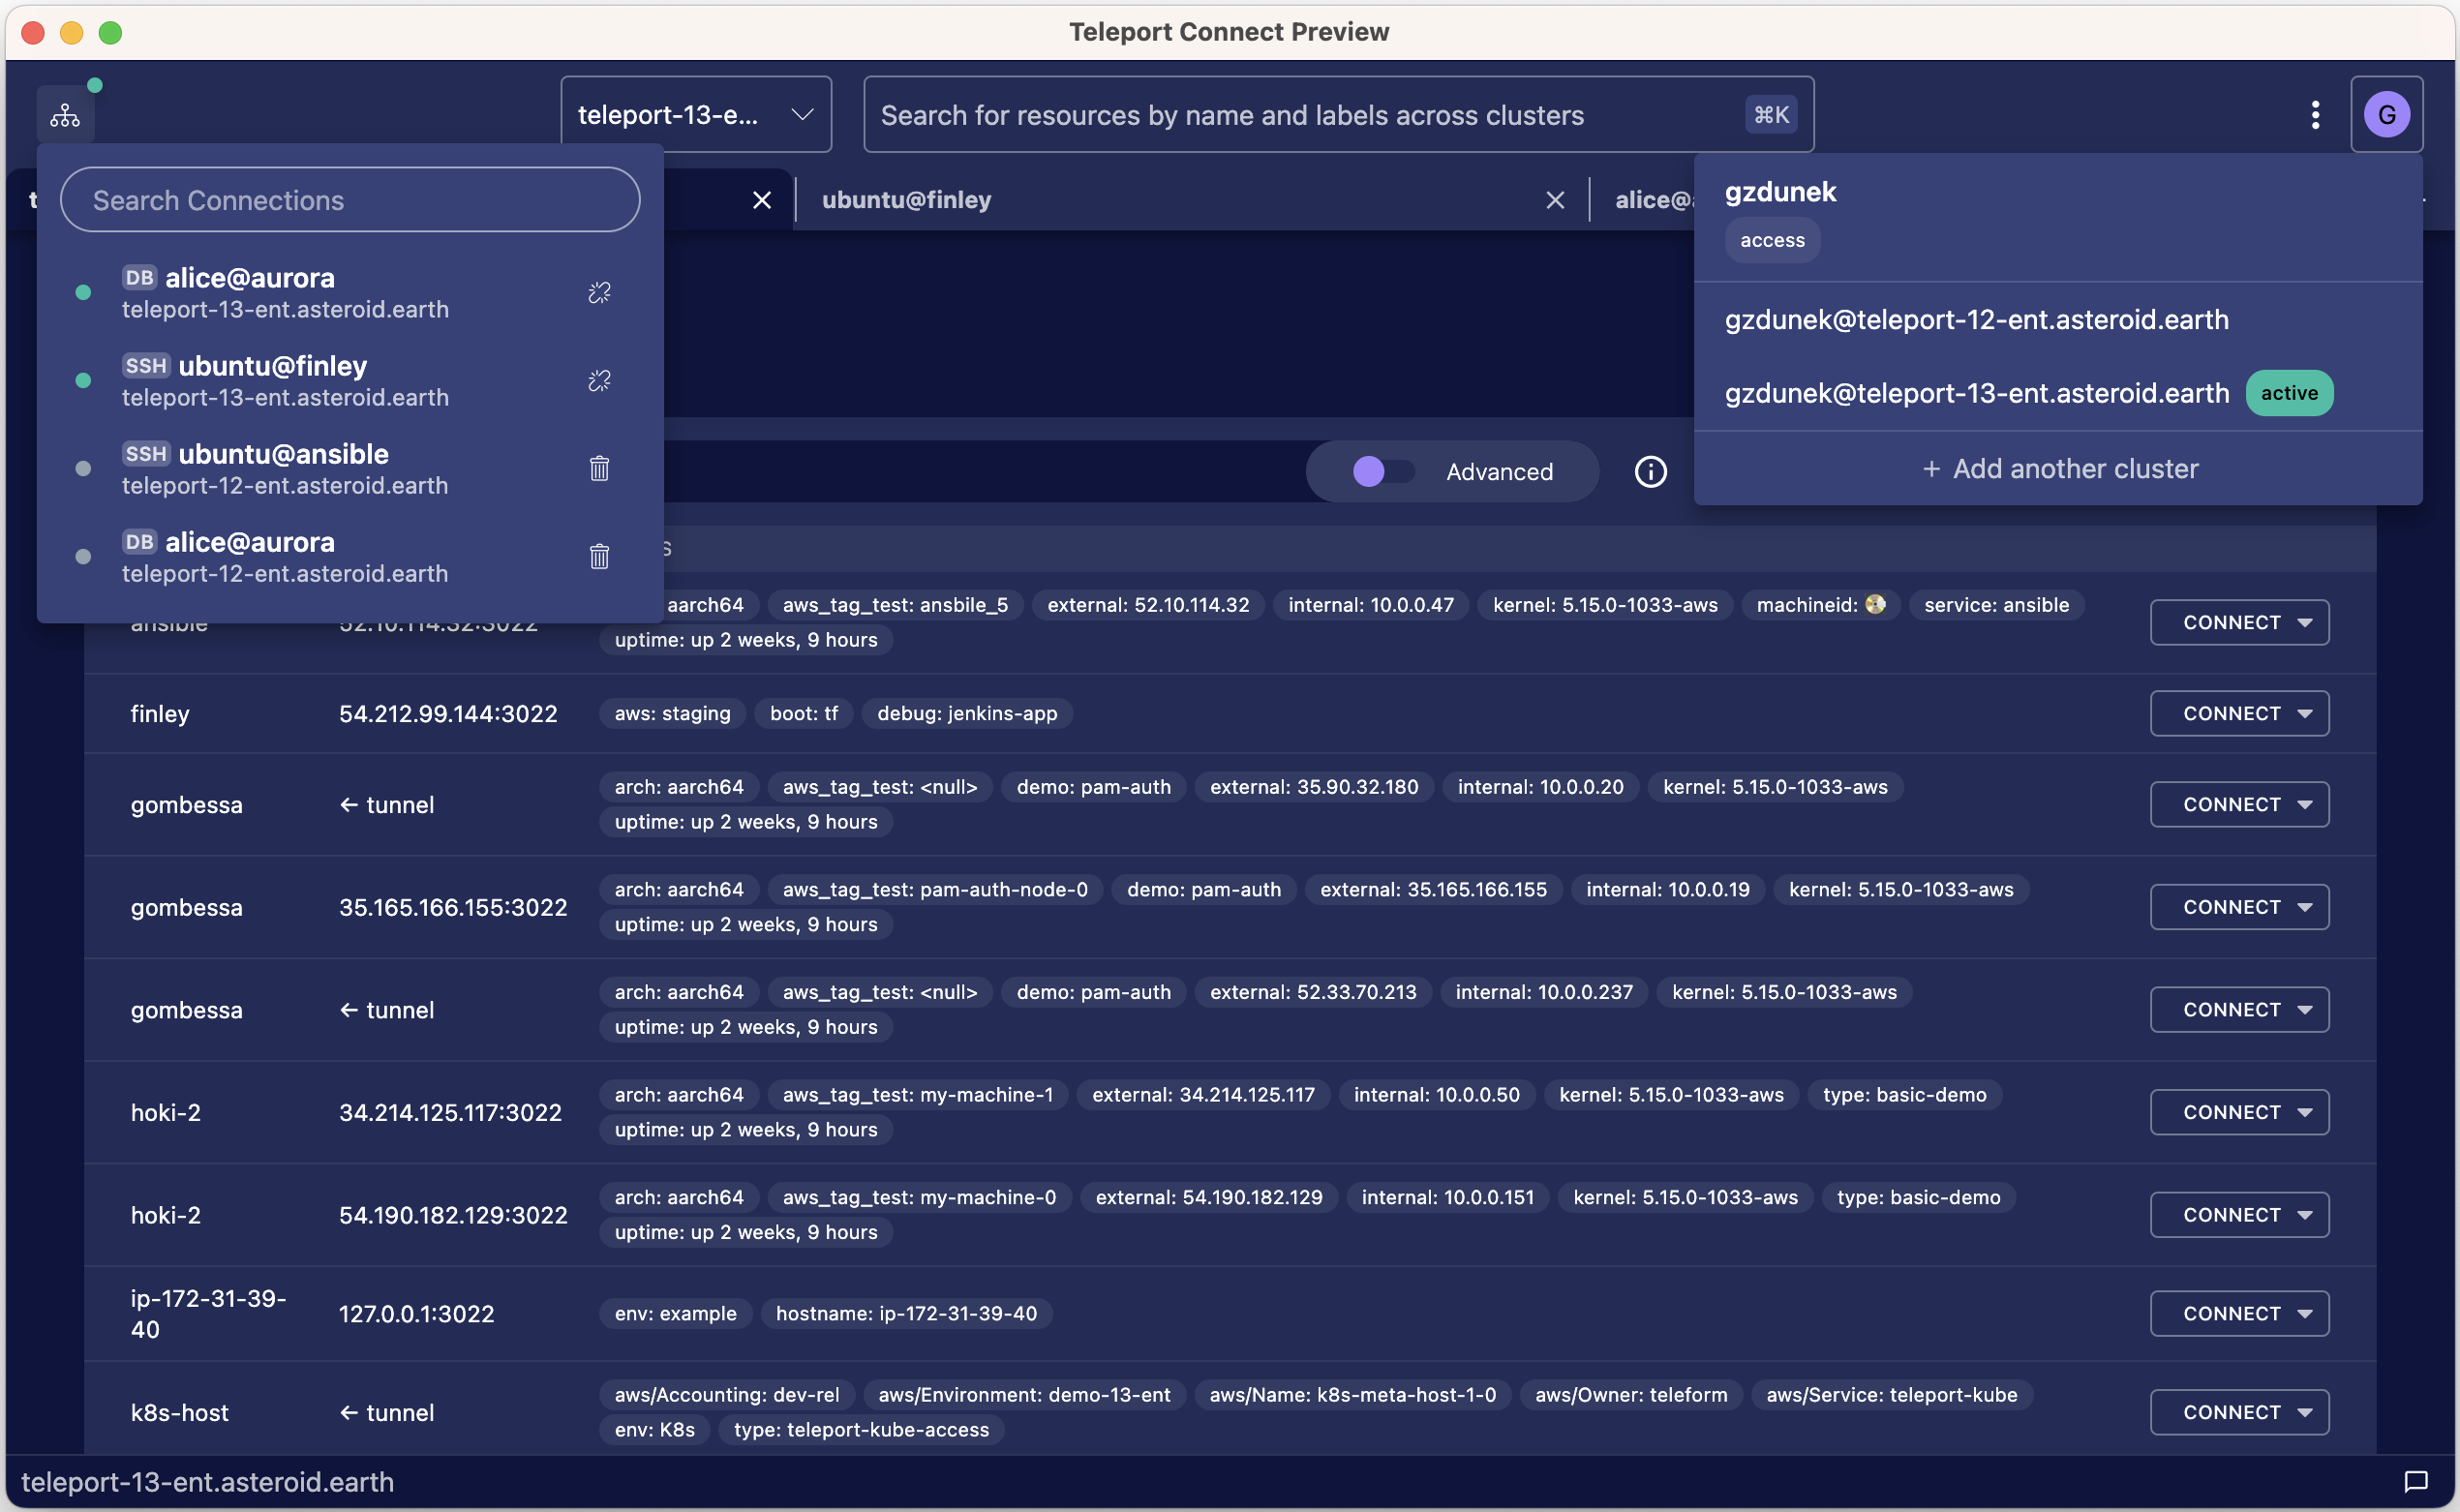 Teleport Connect Preview
teleport-13-e...
Search for resources by name and labels across clusters
⌘K
G
ubuntu@finley
Search Connections
DB alice@aurora
teleport-13-ent.asteroid.earth
SSH ubuntu@finley
teleport-13-ent.asteroid.earth
SSH ubuntu@ansible
teleport-12-ent.asteroid.earth
DB alice@aurora
teleport-12-ent.asteroid.earth
gzdunek
access
gzdunek@teleport-12-ent.asteroid.earth
gzdunek@teleport-13-ent.asteroid.earth active
+ Add another cluster
Advanced
ansible 52.10.114.32:3022 aarch64 aws_tag_test: ansbile_5 external: 52.10.114.32 internal: 10.0.0.47 kernel: 5.15.0-1033-aws machineid: 📀 service: ansible CONNECT
uptime: up 2 weeks, 9 hours
finley 54.212.99.144:3022 aws: staging boot: tf debug: jenkins-app CONNECT
gombessa ← tunnel arch: aarch64 aws_tag_test: <null> demo: pam-auth external: 35.90.32.180 internal: 10.0.0.20 kernel: 5.15.0-1033-aws CONNECT
uptime: up 2 weeks, 9 hours
gombessa 35.165.166.155:3022 arch: aarch64 aws_tag_test: pam-auth-node-0 demo: pam-auth external: 35.165.166.155 internal: 10.0.0.19 kernel: 5.15.0-1033-aws CONNECT
uptime: up 2 weeks, 9 hours
gombessa ← tunnel arch: aarch64 aws_tag_test: <null> demo: pam-auth external: 52.33.70.213 internal: 10.0.0.237 kernel: 5.15.0-1033-aws CONNECT
uptime: up 2 weeks, 9 hours
hoki-2 34.214.125.117:3022 arch: aarch64 aws_tag_test: my-machine-1 external: 34.214.125.117 internal: 10.0.0.50 kernel: 5.15.0-1033-aws type: basic-demo CONNECT
uptime: up 2 weeks, 9 hours
hoki-2 54.190.182.129:3022 arch: aarch64 aws_tag_test: my-machine-0 external: 54.190.182.129 internal: 10.0.0.151 kernel: 5.15.0-1033-aws type: basic-demo CONNECT
uptime: up 2 weeks, 9 hours
ip-172-31-39-
40 127.0.0.1:3022 env: example hostname: ip-172-31-39-40 CONNECT
k8s-host ← tunnel aws/Accounting: dev-rel aws/Environment: demo-13-ent aws/Name: k8s-meta-host-1-0 aws/Owner: teleform aws/Service: teleport-kube CONNECT
env: K8s type: teleport-kube-access
teleport-13-ent.asteroid.earth